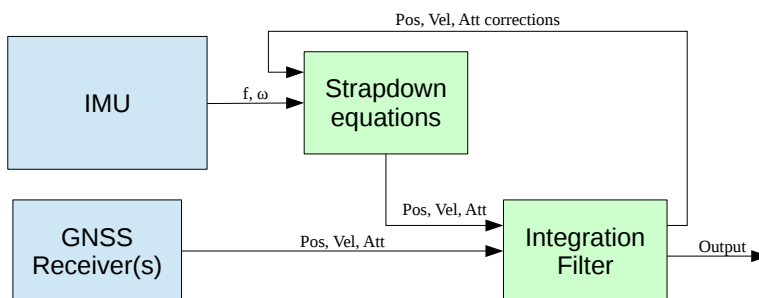 Pos, Vel, Att corrections
IMU
f, ω
Strapdown
equations
Pos, Vel, Att
GNSS
Receiver(s)
Pos, Vel, Att
Integration
Filter
Output